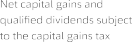 Net capital gains and
qualified dividends subject
to the capital gains tax